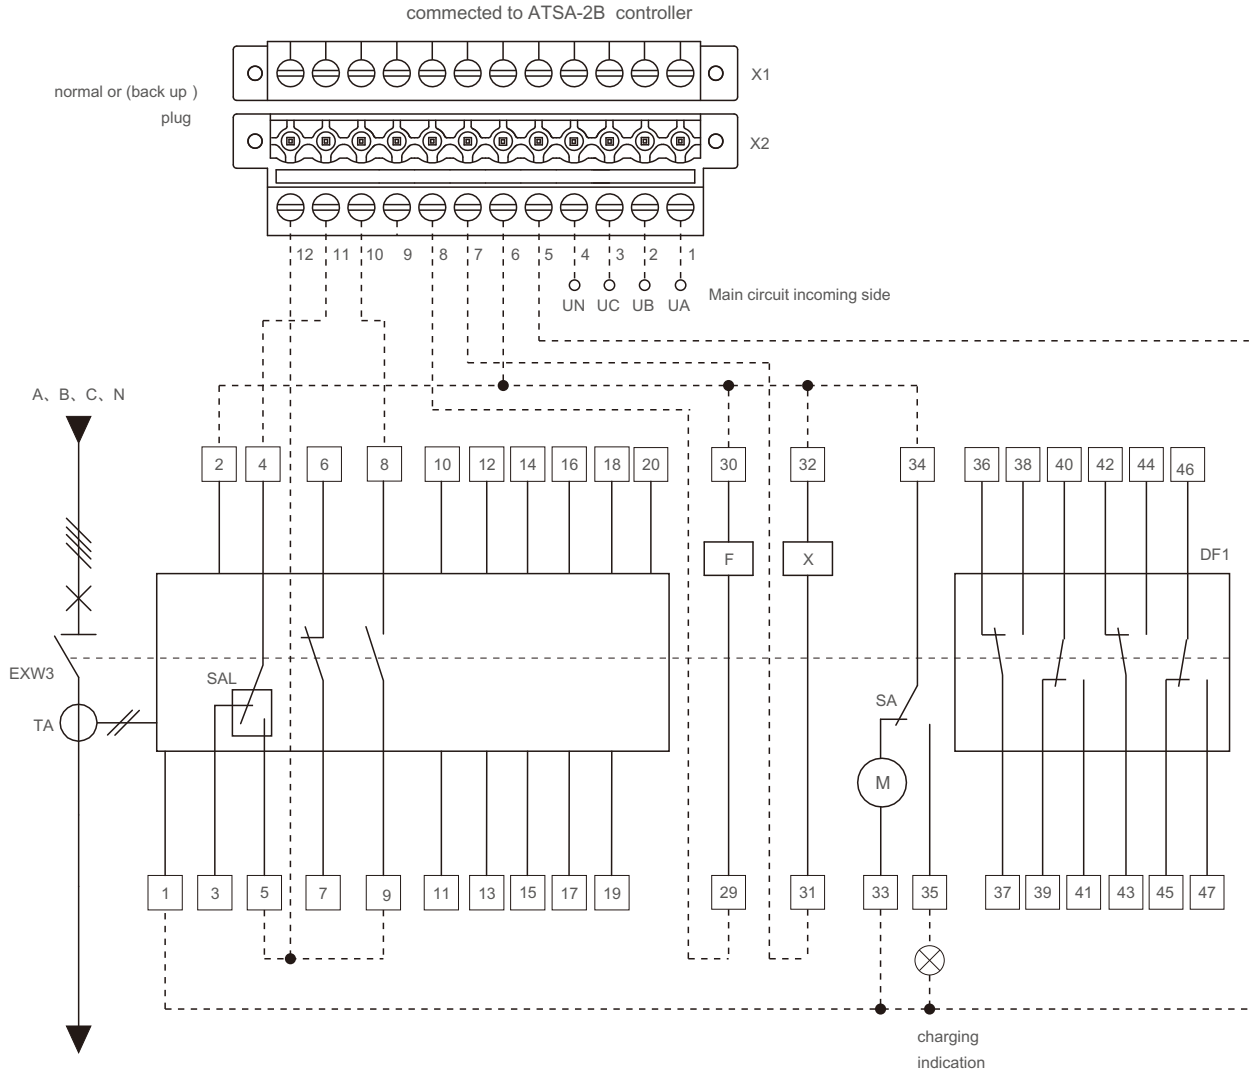 commected to ATSA-2B controller
X1
normal or (back up )
plug
X2
12 11 10 9 8 7 6 5 4 3 2 1
UN UC UB UA
Main circuit incoming side
A、B、C、N
2 4 6 8 10 12 14 16 18 20 30 32 34 36 38 40 42 44 46
F X DF1
EXW3
SAL
SA
TA
M
1 3 5 7 9 11 13 15 17 19 29 31 33 35 37 39 41 43 45 47
charging
indication